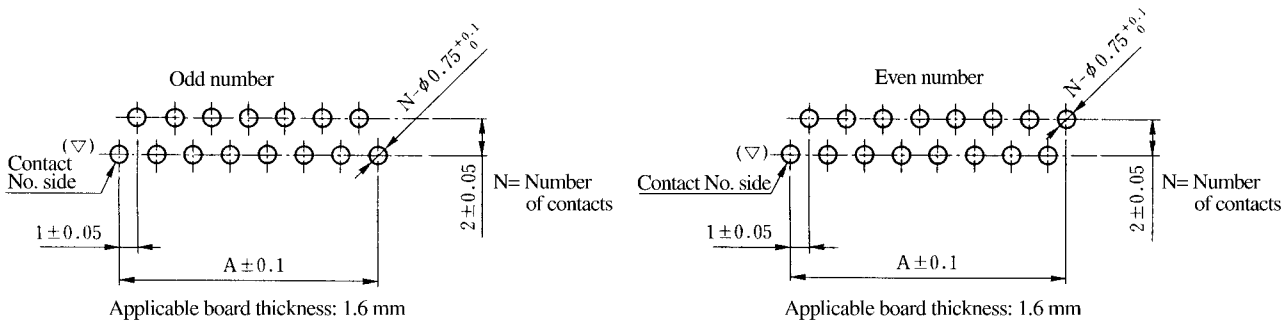 Odd number
N-φ0.75 +0.1 0
(▽)
Contact
No. side
2±0.05
N= Number
of contacts
1±0.05
A±0.1
Applicable board thickness: 1.6 mm
Even number
N-φ0.75 +0.1 0
(▽)
Contact No. side
2±0.05
N= Number
of contacts
1±0.05
A±0.1
Applicable board thickness: 1.6 mm